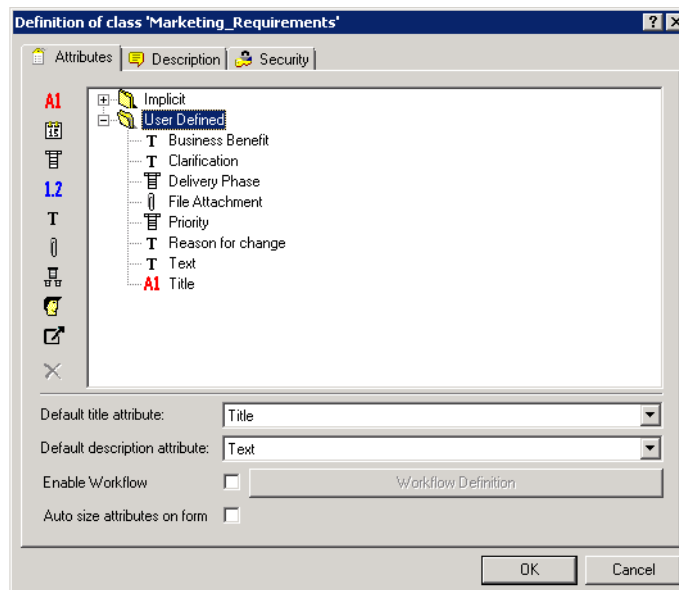 Definition of class 'Marketing_Requirements'
Attributes
Description
Security
A1
15
1.2
T
Implicit
User Defined
T Business Benefit
T Clarification
Delivery Phase
File Attachment
Priority
T Reason for change
T Text
A1 Title
Default title attribute: Title
Default description attribute: Text
Enable Workflow Workflow Definition
Auto size attributes on form
OK Cancel